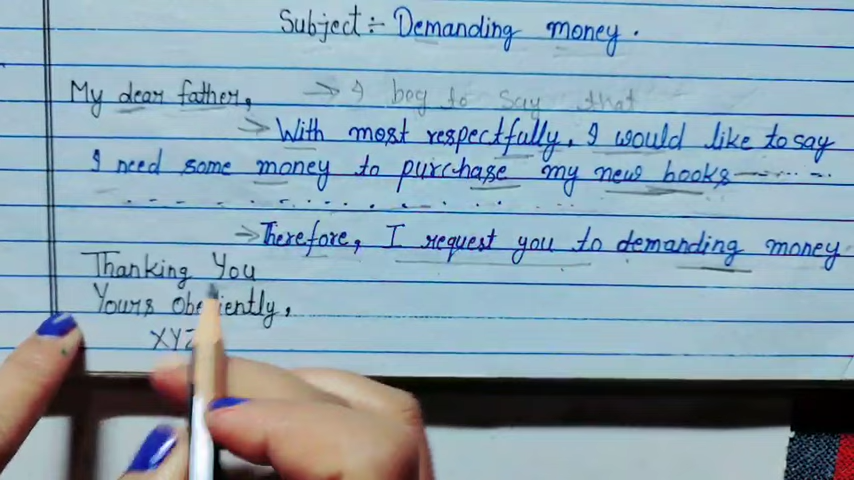 Subject :- Demanding money.
My dear father, → I beg to say that
→ With most respectfully, I would like to say
I need some money to purchase my new books
→ Therefore, I request you to demanding money
Thanking You
Yours
XYZ